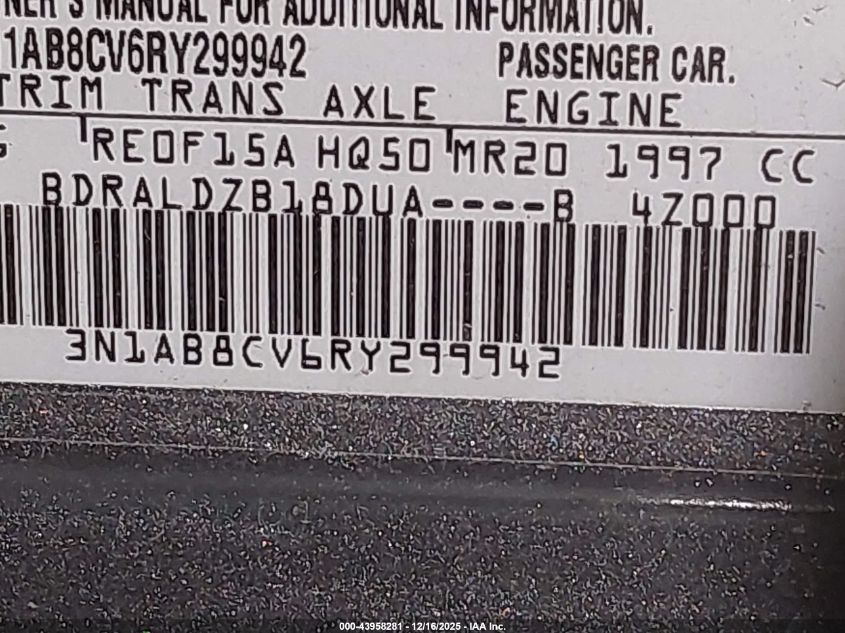 NER'S MANUAL FOR ADDITIONAL INFORMATION.
1AB8CV6RY299942 PASSENGER CAR.
TRIM TRANS AXLE ENGINE
G RE0F15A HQ50 MR20 1997 CC
BDRALDZB18DUA----B 4Z000
3N1AB8CV6RY299942
000-43958281 - 12/16/2025 - IAA Inc.